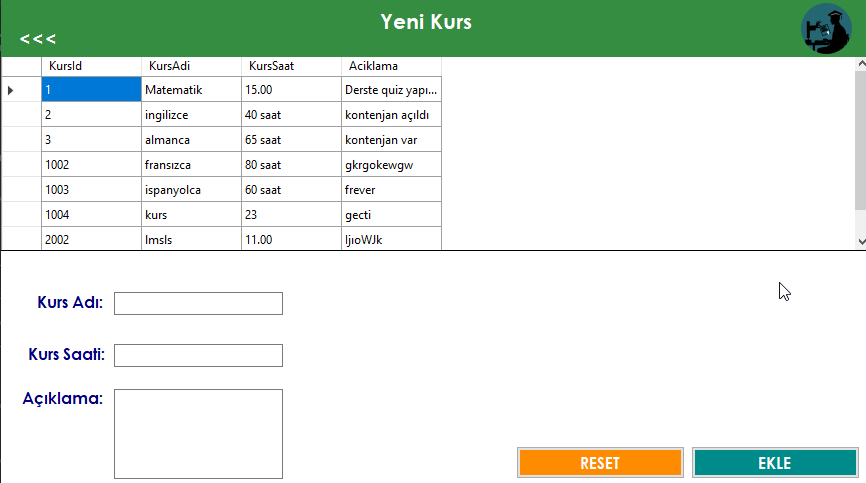 Yeni Kurs
<<<
KursId KursAdi KursSaat Aciklama
1 Matematik 15.00 Derste quiz yapı...
2 ingilizce 40 saat kontenjan açıldı
3 almanca 65 saat kontenjan var
1002 fransızca 80 saat gkrgokewgw
1003 ispanyolca 60 saat frever
1004 kurs 23 gecti
2002 lmsls 11.00 ljıoWJk
Kurs Adı:
Kurs Saati:
Açıklama:
RESET EKLE